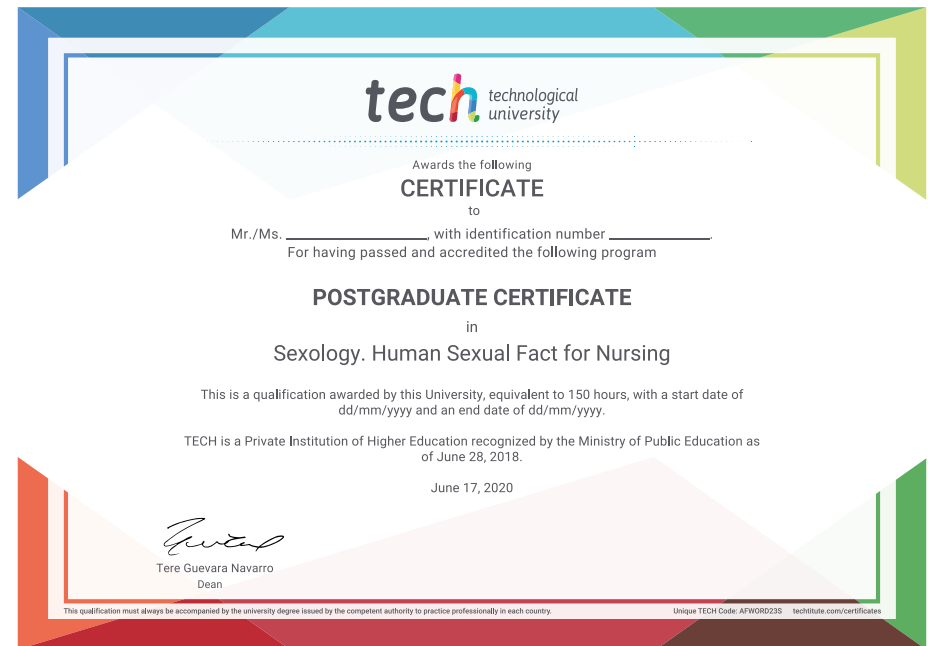 tech technological
university
Awards the following
CERTIFICATE
to
Mr./Ms. ____________________, with identification number ______________.
For having passed and accredited the following program
POSTGRADUATE CERTIFICATE
in
Sexology. Human Sexual Fact for Nursing
This is a qualification awarded by this University, equivalent to 150 hours, with a start date of
dd/mm/yyyy and an end date of dd/mm/yyyy.
TECH is a Private Institution of Higher Education recognized by the Ministry of Public Education as
of June 28, 2018.
June 17, 2020
Tere Guevara Navarro
Dean
This qualification must always be accompanied by the university degree issued by the competent authority to practice professionally in each country.
Unique TECH Code: AFWORD23S techtitute.com/certificates